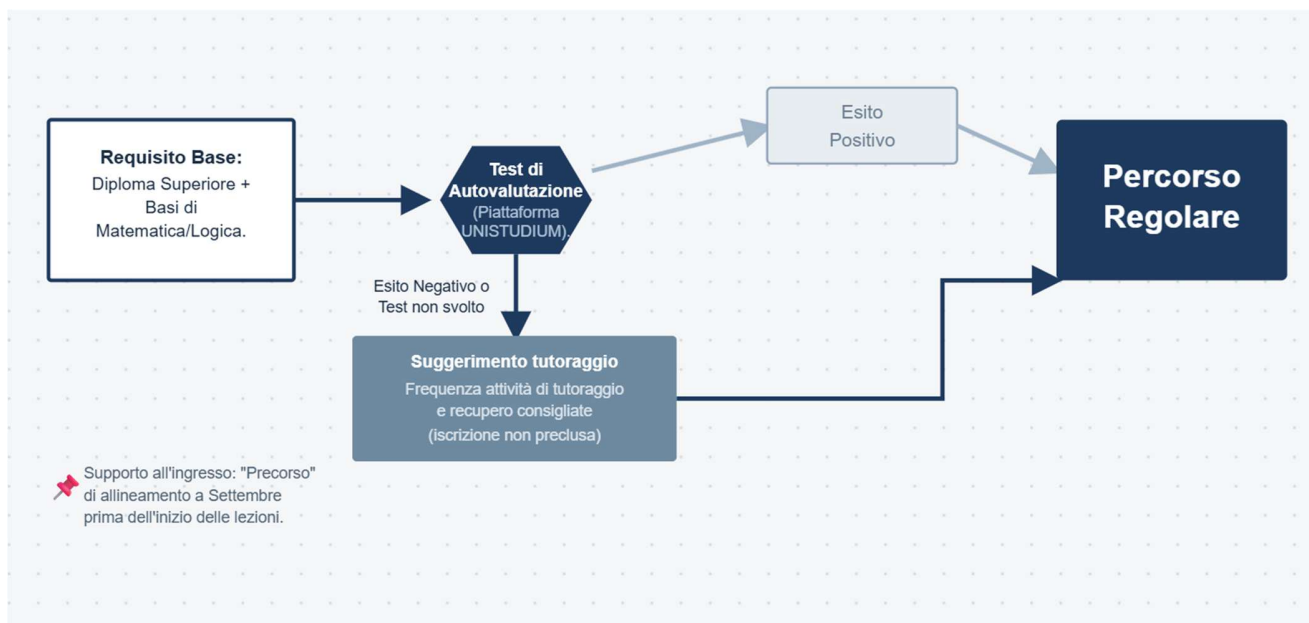 Requisito Base:
Diploma Superiore +
Basi di
Matematica/Logica.
Test di
Autovalutazione
(Piattaforma
UNISTUDIUM).
Esito
Positivo
Percorso
Regolare
Esito Negativo o
Test non svolto
Suggerimento tutoraggio
Frequenza attività di tutoraggio
e recupero consigliate
(iscrizione non preclusa)
Supporto all'ingresso: "Precorso"
di allineamento a Settembre
prima dell'inizio delle lezioni.